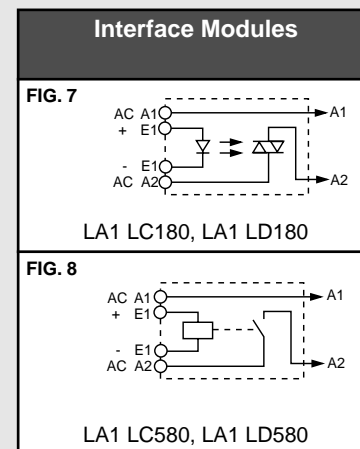 Interface Modules
FIG. 7
AC A1
A1
+ E1
- E1
AC A2
A2
LA1 LC180, LA1 LD180
FIG. 8
AC A1
A1
+ E1
- E1
AC A2
A2
LA1 LC580, LA1 LD580